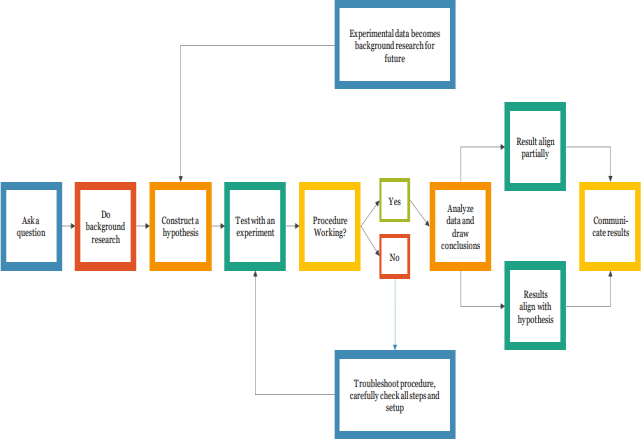 Experimental data becomes
background research for
future
Result align
partially
Ask a
question
Do
background
research
Construct a
hypothesis
Test with an
experiment
Procedure
Working?
Yes
No
Analyze
data and
draw
conclusions
Communi-
cate results
Results
align with
hypothesis
Troubleshoot procedure,
carefully check all steps and
setup